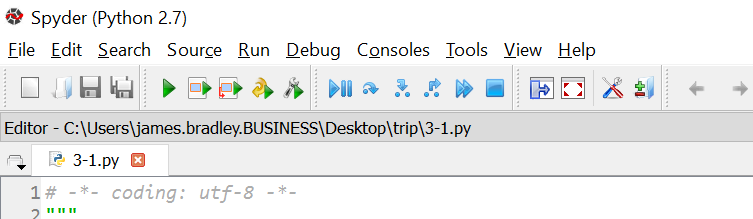 Spyder (Python 2.7)
File Edit Search Source Run Debug Consoles Tools View Help
Editor - C:\Users\james.bradley.BUSINESS\Desktop\trip\3-1.py
3-1.py
1 # -*- coding: utf-8 -*-
2 """